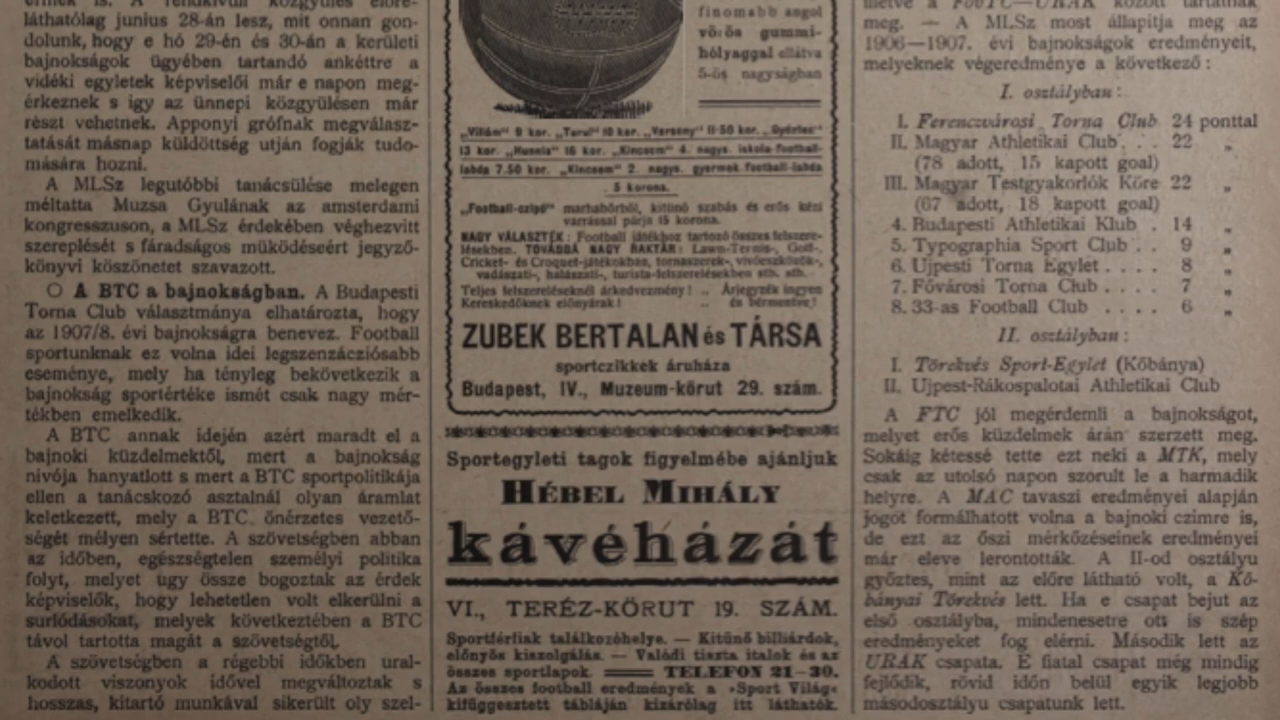 érmek is. A rendkívüli közgyülés előre-
láthatólag junius 28-án lesz, mit onnan gon-
dolunk, hogy e hó 29-én és 30-án a kerületi
bajnokságok ügyében tartandó ankéttre a
vidéki egyletek képviselői már e napon meg-
érkeznek s igy az ünnepi közgyülésen már
részt vehetnek. Apponyi grófnak megválasz-
tatását másnap küldöttség utján fogják tudo-
mására hozni.
A MLSz legutóbbi tanácsülése melegen
méltatta Muzsa Gyulának az amsterdami
kongresszuson, a MLSz érdekében véghezvitt
szereplését s fáradságos müködéseért jegyző-
könyvi köszönetet szavazott.
○ A BTC a bajnokságban. A Budapesti
Torna Club választmánya elhatározta, hogy
az 1907/8. évi bajnokságra benevez. Football
sportunknak ez volna idei legszenzácziósabb
eseménye, mely ha tényleg bekövetkezik a
bajnokság sportértéke ismét csak nagy mér-
tékben emelkedik.
A BTC annak idején azért maradt el a
bajnoki küzdelmektől, mert a bajnokság
nivója hanyatlott s mert a BTC sportpolitikája
ellen a tanácskozó asztalnál olyan áramlat
keletkezett, mely a BTC. önérzetes vezető-
ségét mélyen sértette. A szövetségben abban
az időben, egészségtelen személyi politika
folyt, melyet ugy össze bogoztak az érdek
képviselők, hogy lehetetlen volt elkerülni a
surlódásokat, melyek következtében a BTC
távol tartotta magát a szövetségtől.
A szövetségben a régebbi időkben ural-
kodott viszonyok idővel megváltoztak s
hosszas, kitartó munkával sikerült oly szel-
finomabb angol
vörös gummi-
hólyaggal ellátva
5-ös nagyságban
„Villám" 9 kor. „Turul" 10 kor. „Verseny" 11·50 kor. „Győztes"
13 kor. „Hunnia" 16 kor. „Kincsem" 4. nagys. iskola-football-
labda 7.50 kor. „Kincsem" 2. nagys. gyermek football-labda
5 korona.
„Football-czipő" marhabőrből, kitünő szabás és erős kézi
varrással párja 15 korona.
NAGY VÁLASZTÉK: Football játékhoz tartozó összes felszere-
lésekben. TOVÁBBÁ NAGY RAKTÁR: Lawn-Tennis-, Golf-,
Cricket- és Croquet-játékokban, tornaszerek-, vivóeszközök-,
vadászati-, halászati-, turista-felszerelésekben stb. stb.
Teljes felszereléseknél árkedvezmény! .. Árjegyzék ingyen
Kereskedőknek előnyárak! .. és bérmentve!
ZUBEK BERTALAN és TÁRSA
sportczikkek áruháza
Budapest, IV., Muzeum-körut 29. szám.
Sportegyleti tagok figyelmébe ajánljuk
HÉBEL MIHÁLY
kávéházát
VI., TERÉZ-KÖRUT 19. SZÁM.
Sportférfiak találkozóhelye. — Kitünő billiárdok,
előnyös kiszolgálás. — Valódi tiszta italok és az
összes sportlapok. TELEFON 21—30.
Az összes football eredmények a »Sport Világ«
kifüggesztett tábláján kizárólag itt láthatók.
illetve a FővTC—URAK között tartattak
meg. — A MLSz most állapitja meg az
1906—1907. évi bajnokságok eredményeit,
melyeknek végeredménye a következő:
I. osztályban:
I. Ferenczvárosi Torna Club 24 ponttal
II. Magyar Athletikai Club. . . 22 „
(78 adott, 15 kapott goal)
III. Magyar Testgyakorlók Köre 22 „
(67 adott, 18 kapott goal)
4. Budapesti Athletikai Klub . 14 „
5. Typographia Sport Club . . 9 „
6. Ujpesti Torna Egylet . . . . 8 „
7. Fővárosi Torna Club . . . . 7 „
8. 33-as Football Club . . . . 6 „
II. osztályban:
I. Törekvés Sport-Egylet (Kőbánya)
II. Ujpest-Rákospalotai Athletikai Club
A FTC jól megérdemli a bajnokságot,
melyet erős küzdelmek árán szerzett meg.
Sokáig kétessé tette ezt neki a MTK, mely
csak az utolsó napon szorult le a harmadik
helyre. A MAC tavaszi eredményei alapján
jogot formálhatott volna a bajnoki czimre is,
de ezt az őszi mérkőzéseinek eredményei
már eleve lerontották. A II-od osztályu
győztes, mint az előre látható volt, a Kő-
bányai Törekvés lett. Ha e csapat bejut az
első osztályba, mindenesetre ott is szép
eredményeket fog elérni. Második lett az
URAK csapata. E fiatal csapat még mindig
fejlődik, rövid időn belül egyik legjobb
másodosztályu csapatunk lett.